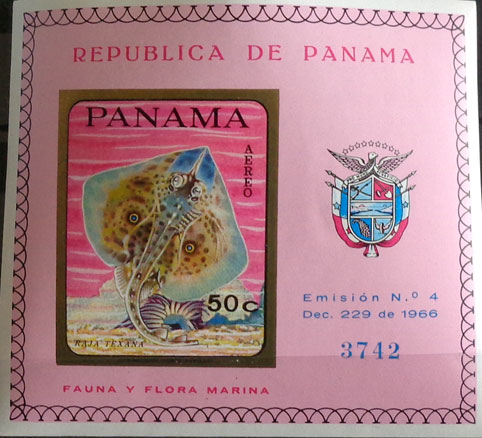 REPUBLICA DE PANAMA
PANAMA
AEREO
50c
RAJA TEXANA
Emisión N.º 4
Dec. 229 de 1966
3742
FAUNA Y FLORA MARINA